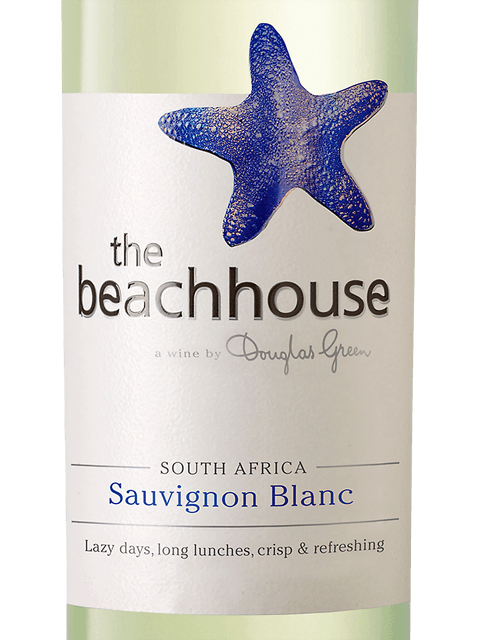 the
beachhouse
a wine by Douglas Green
SOUTH AFRICA
Sauvignon Blanc
Lazy days, long lunches, crisp & refreshing